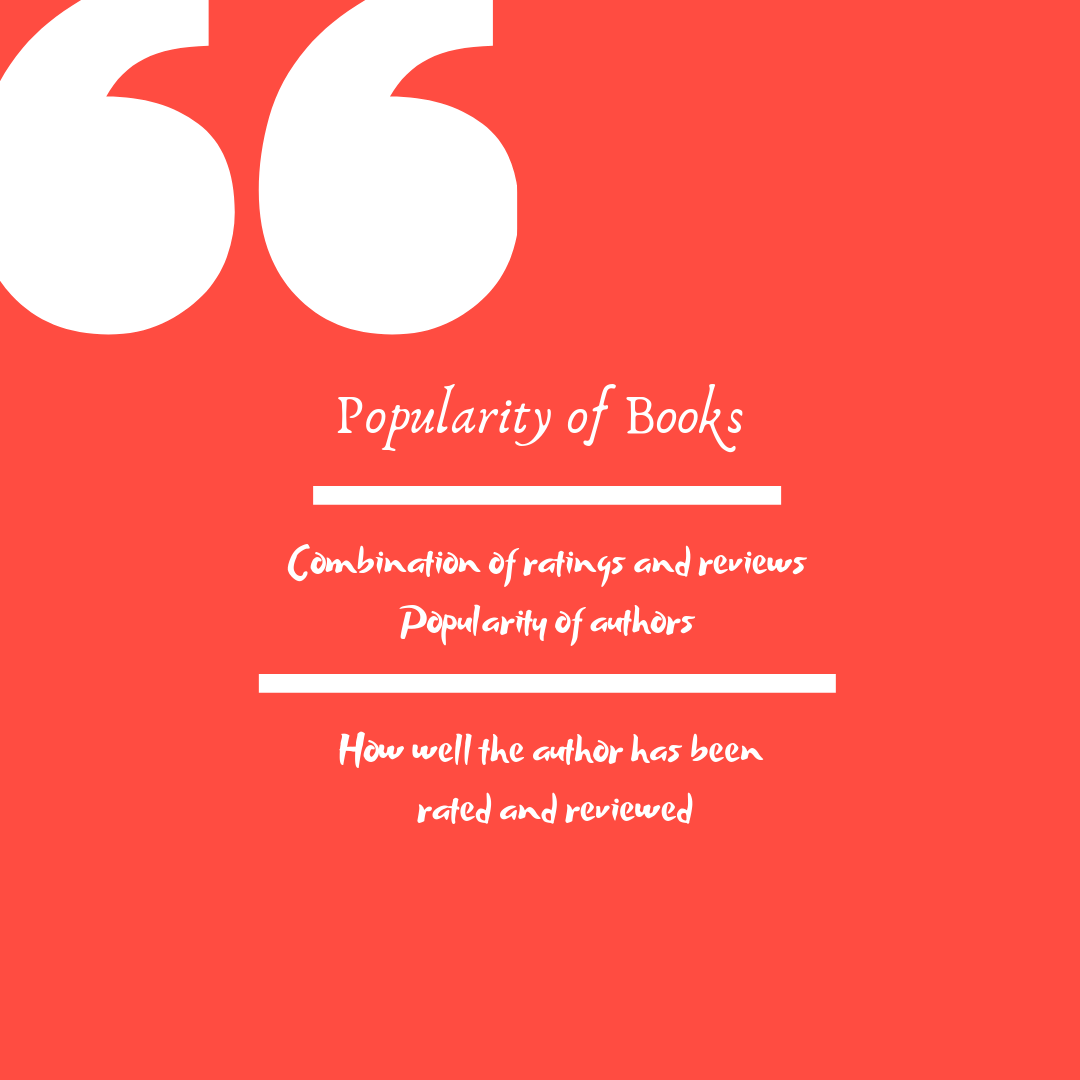 Popularity of Books
Combination of ratings and reviews
Popularity of authors
How well the author has been
rated and reviewed